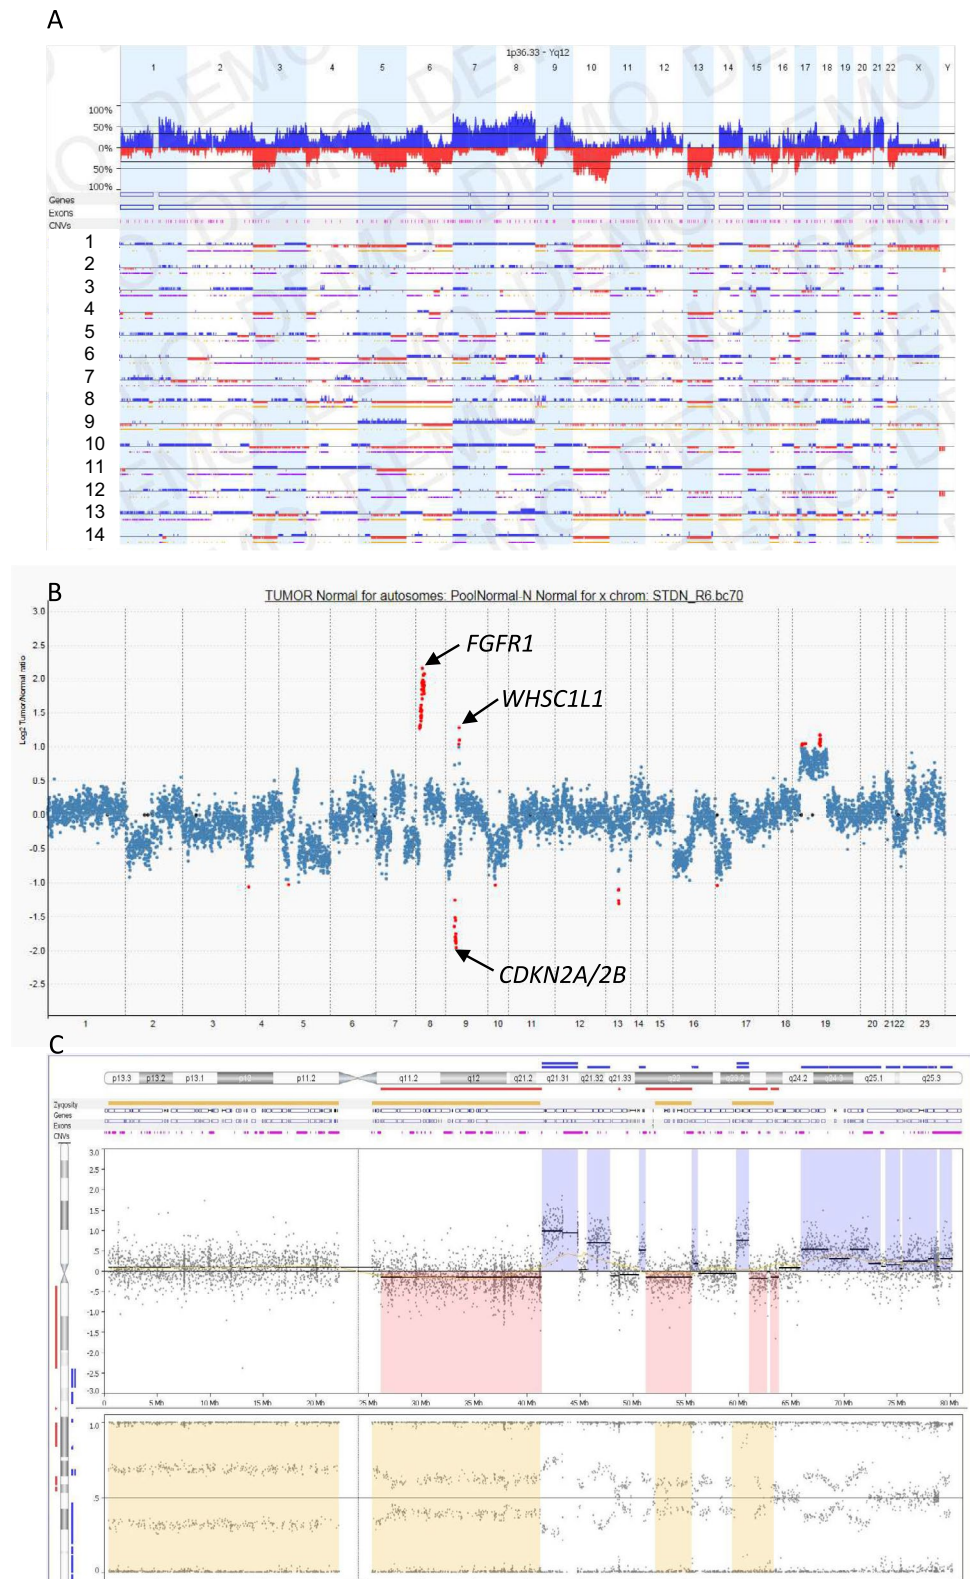 A
1p36.33 - Yq12
1 2 3 4 5 6 7 8 9 10 11 12 13 14 15 16 17 18 19 20 21 22 X Y
DEMO DEMO DEMO
100%
50%
0%
50%
100%
Genes
Exons
CNVs
1
2
3
4
5
6
7
8
9
10
11
12
13
14
B
TUMOR Normal for autosomes: PoolNormal-N Normal for x chrom: STDN_R6.bc70
Log2 Tumor/Normal ratio
3.0
2.5
2.0
1.5
1.0
0.5
0.0
-0.5
-1.0
-1.5
-2.0
-2.5
FGFR1
WHSC1L1
CDKN2A/2B
1 2 3 4 5 6 7 8 9 10 11 12 13 14 15 16 17 18 19 20 2122 23
C
p13.3 p13.2 p13.1 p11.2 q11.2 q12 q21.2 q21.31 q21.32 q21.33 q24.2 q25.1 q25.3
Zygosity
Genes
Exons
CNVs
3.0
2.5
2.0
1.5
1.0
.5
0
-.5
-1.0
-1.5
-2.0
-2.5
-3.0
0 5 Mb 10 Mb 15 Mb 20 Mb 25 Mb 30 Mb 35 Mb 40 Mb 45 Mb 50 Mb 55 Mb 60 Mb 65 Mb 70 Mb 75 Mb 80 Mb
1.0
.5
0